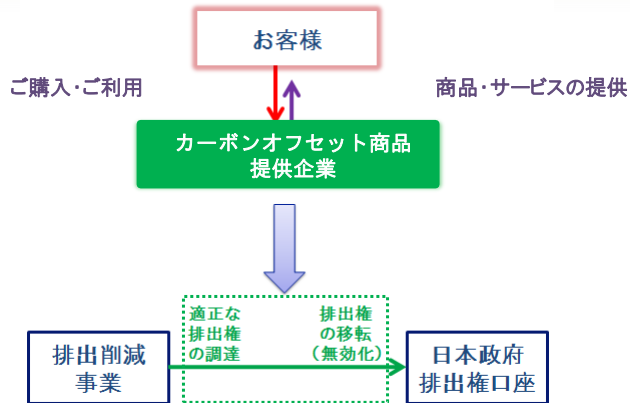 お客様
ご購入・ご利用
商品・サービスの提供
カーボンオフセット商品
提供企業
適正な
排出権
の調達
排出権
の移転
（無効化）
排出削減
事業
日本政府
排出権口座